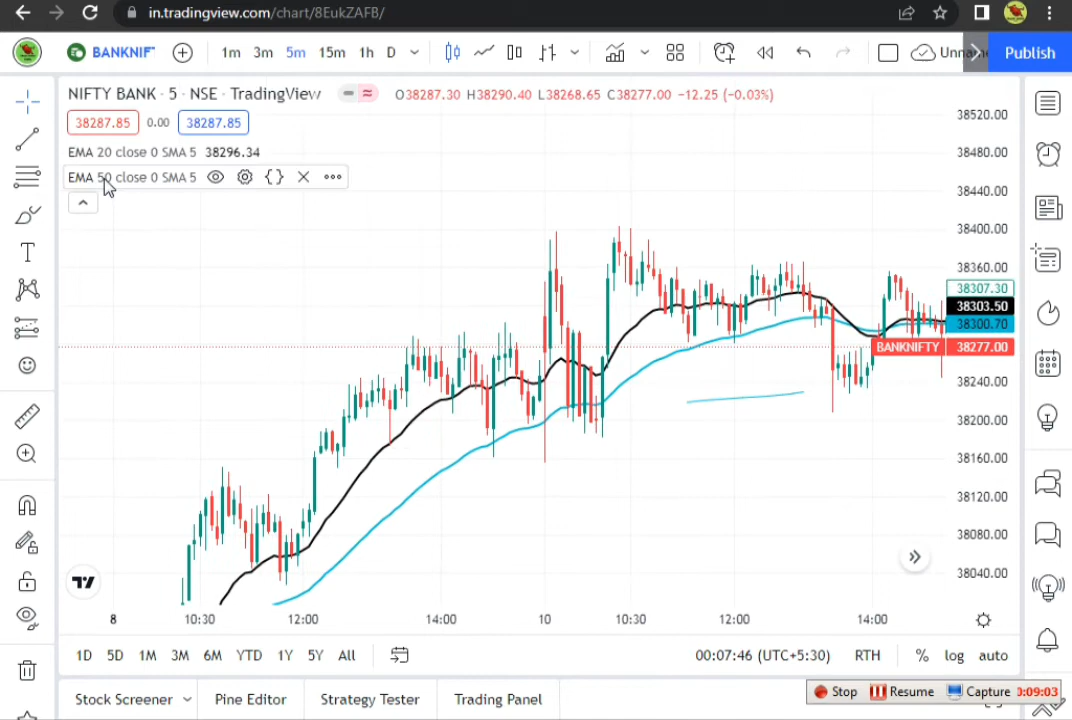 in.tradingview.com/chart/8EukZAFB/
BANKNIF 1m 3m 5m 15m 1h D Unna Publish
NIFTY BANK · 5 · NSE · TradingView O38287.30 H38290.40 L38268.65 C38277.00 −12.25 (−0.03%)
38287.85 0.00 38287.85
EMA 20 close 0 SMA 5 38296.34
EMA 50 close 0 SMA 5
38520.00
38480.00
38440.00
38400.00
38360.00
38307.30
38303.50
38300.70
BANKNIFTY 38277.00
38240.00
38200.00
38160.00
38120.00
38080.00
38040.00
8 10:30 12:00 14:00 10 10:30 12:00 14:00
1D 5D 1M 3M 6M YTD 1Y 5Y All 00:07:46 (UTC+5:30) RTH % log auto
Stock Screener Pine Editor Strategy Tester Trading Panel
Stop Resume Capture 0:09:03